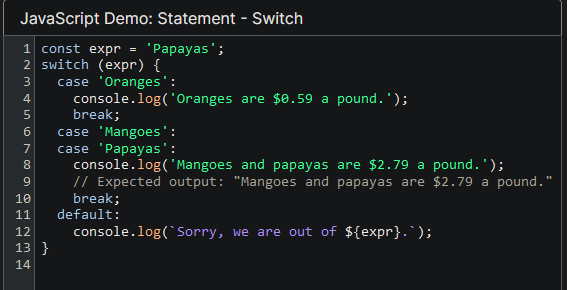 JavaScript Demo: Statement - Switch
1 const expr = 'Papayas';
2 switch (expr) {
3   case 'Oranges':
4     console.log('Oranges are $0.59 a pound.');
5     break;
6   case 'Mangoes':
7   case 'Papayas':
8     console.log('Mangoes and papayas are $2.79 a pound.');
9     // Expected output: "Mangoes and papayas are $2.79 a pound."
10     break;
11   default:
12     console.log(`Sorry, we are out of ${expr}.`);
13 }
14